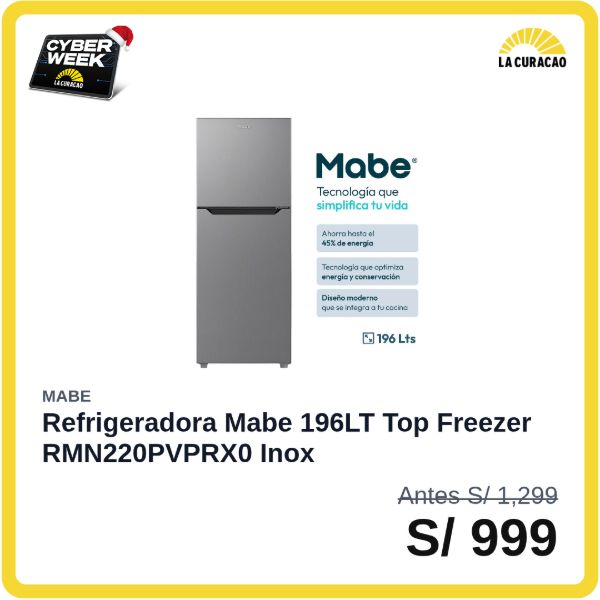 CYBER
WEEK
LA CURACAO
LA CURACAO
Mabe®
Tecnología que
simplifica tu vida
Ahorra hasta el
45% de energía
Tecnología que optimiza
energía y conservación
Diseño moderno
que se integra a tu cocina
196 Lts
MABE
Refrigeradora Mabe 196LT Top Freezer
RMN220PVPRX0 Inox
Antes S/ 1,299
S/ 999